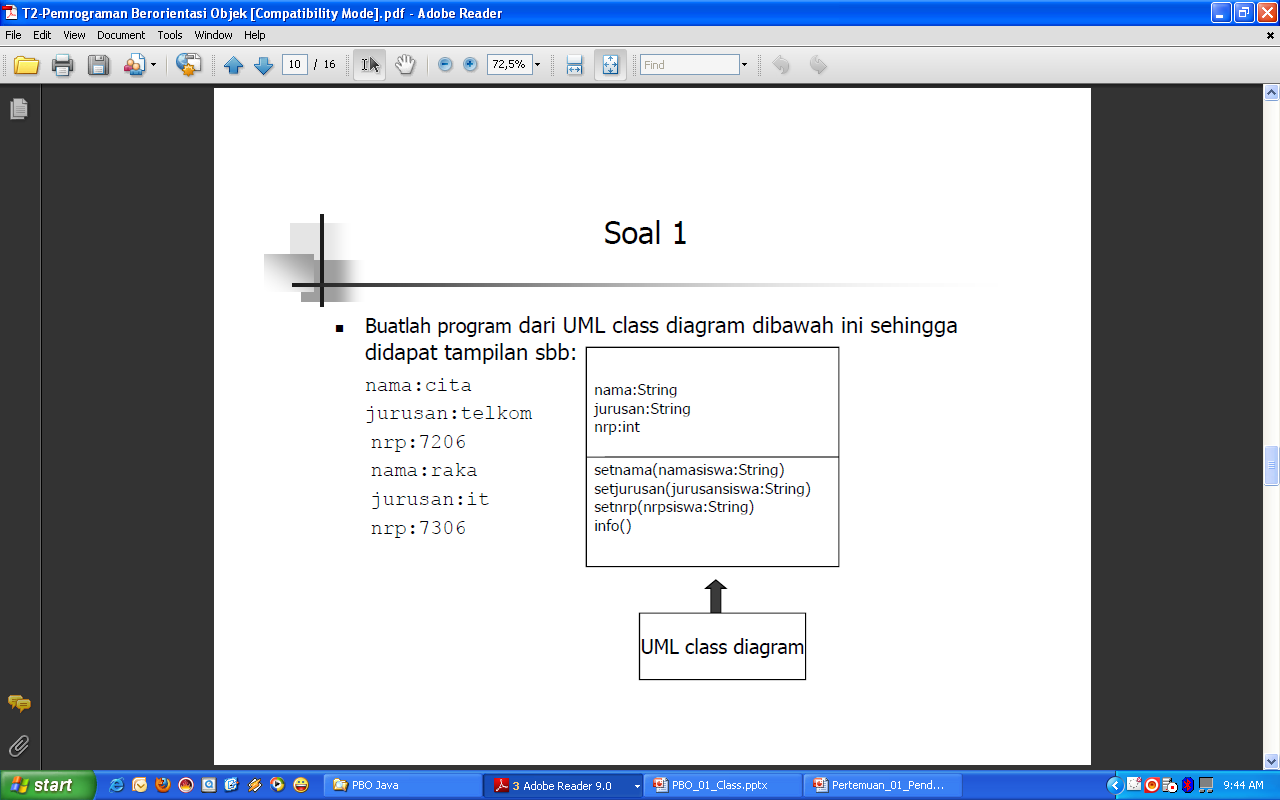 T2-Pemrograman Berorientasi Objek [Compatibility Mode].pdf - Adobe Reader
File Edit View Document Tools Window Help
10 / 16 72,5% Find
Soal 1
Buatlah program dari UML class diagram dibawah ini sehingga
didapat tampilan sbb:
nama:cita
jurusan:telkom
nrp:7206
nama:raka
jurusan:it
nrp:7306
nama:String
jurusan:String
nrp:int
setnama(namasiswa:String)
setjurusan(jurusansiswa:String)
setnrp(nrpsiswa:String)
info()
UML class diagram
start PBO Java 3 Adobe Reader 9.0 PBO_01_Class.pptx Pertemuan_01_Pend... 9:44 AM